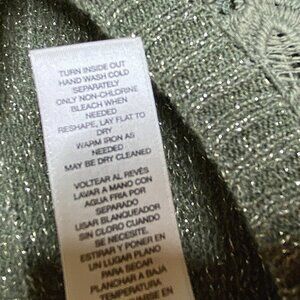 TURN INSIDE OUT
HAND WASH COLD
SEPARATELY
ONLY NON-CHLORINE
BLEACH WHEN
NEEDED
RESHAPE, LAY FLAT TO
DRY
WARM IRON AS
NEEDED
MAY BE DRY CLEANED
VOLTEAR AL REVÉS
LAVAR A MANO CON
AGUA FRIA POR
SEPARADO
USAR BLANQUEADOR
SIN CLORO CUANDO
SE NECESITE.
ESTIRAR Y PONER EN
UN LUGAR PLANO
PARA SECAR
PLANCHAR A BAJA
TEMPERATURA
EN